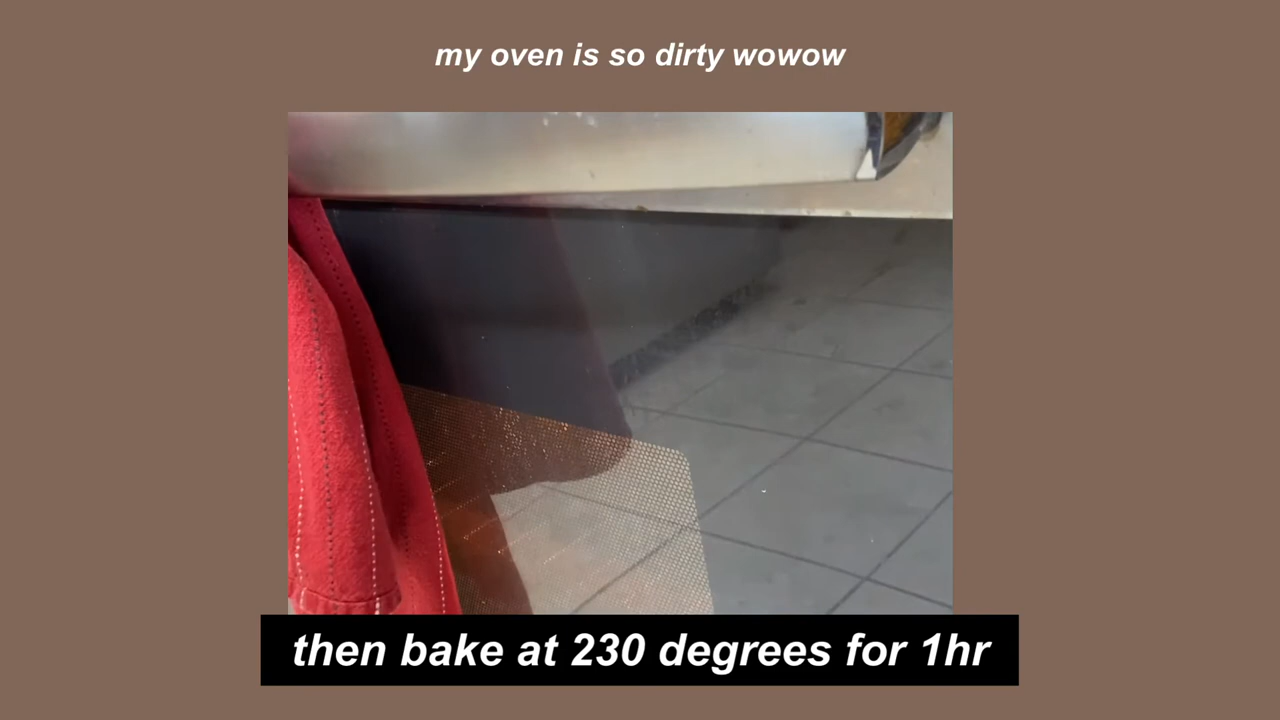 my oven is so dirty wowow
then bake at 230 degrees for 1hr